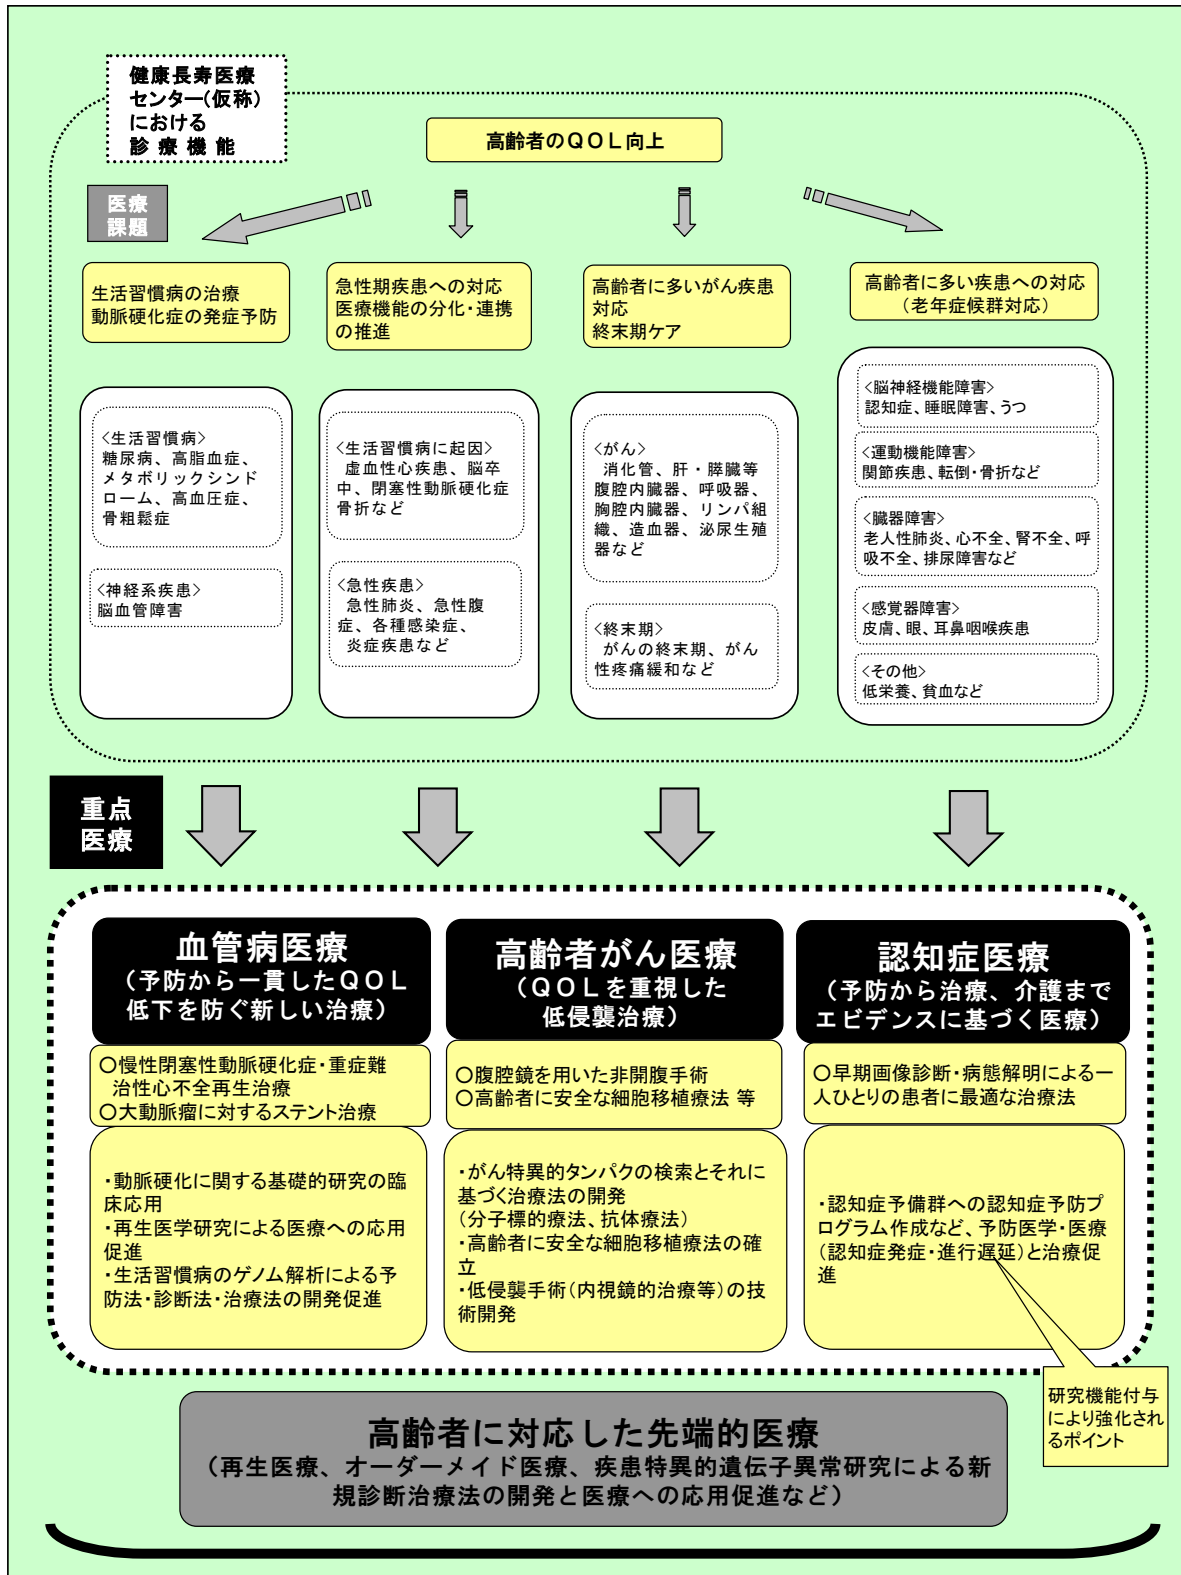 健康長寿医療
センター(仮称)
における
診 療 機 能
高齢者のＱＯＬ向上
医療
課題
生活習慣病の治療
動脈硬化症の発症予防
急性期疾患への対応
医療機能の分化・連携
の推進
高齢者に多いがん疾患
対応
終末期ケア
高齢者に多い疾患への対応
（老年症候群対応）
〈生活習慣病〉
糖尿病、高脂血症、
メタボリックシンド
ローム、高血圧症、
骨粗鬆症
〈神経系疾患〉
脳血管障害
〈生活習慣病に起因〉
虚血性心疾患、脳卒
中、閉塞性動脈硬化症
骨折など
〈急性疾患〉
急性肺炎、急性腹
症、各種感染症、
炎症疾患など
〈がん〉
消化管、肝・膵臓等
腹腔内臓器、呼吸器、
胸腔内臓器、リンパ組
織、造血器、泌尿生殖
器など
〈終末期〉
がんの終末期、がん
性疼痛緩和など
〈脳神経機能障害〉
認知症、睡眠障害、うつ
〈運動機能障害〉
関節疾患、転倒・骨折など
〈臓器障害〉
老人性肺炎、心不全、腎不全、呼
吸不全、排尿障害など
〈感覚器障害〉
皮膚、眼、耳鼻咽喉疾患
〈その他〉
低栄養、貧血など
重点
医療
血管病医療
（予防から一貫したＱＯＬ
低下を防ぐ新しい治療）
○慢性閉塞性動脈硬化症・重症難
治性心不全再生治療
○大動脈瘤に対するステント治療
・動脈硬化に関する基礎的研究の臨
床応用
・再生医学研究による医療への応用
促進
・生活習慣病のゲノム解析による予
防法・診断法・治療法の開発促進
高齢者がん医療
（ＱＯＬを重視した
低侵襲治療）
○腹腔鏡を用いた非開腹手術
○高齢者に安全な細胞移植療法 等
・がん特異的タンパクの検索とそれに
基づく治療法の開発
（分子標的療法、抗体療法）
・高齢者に安全な細胞移植療法の確
立
・低侵襲手術（内視鏡的治療等）の技
術開発
認知症医療
（予防から治療、介護まで
エビデンスに基づく医療）
○早期画像診断・病態解明による一
人ひとりの患者に最適な治療法
・認知症予備群への認知症予防プ
ログラム作成など、予防医学・医療
（認知症発症・進行遅延）と治療促
進
研究機能付与
により強化され
るポイント
高齢者に対応した先端的医療
（再生医療、オーダーメイド医療、疾患特異的遺伝子異常研究による新
規診断治療法の開発と医療への応用促進など）